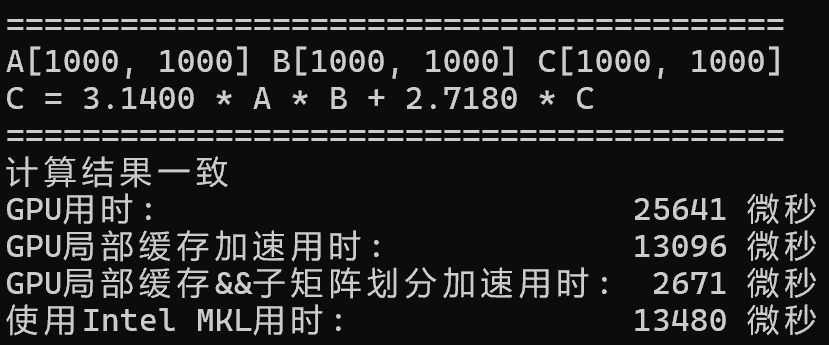 =========================================
A[1000, 1000] B[1000, 1000] C[1000, 1000]
C = 3.1400 * A * B + 2.7180 * C
=========================================
计算结果一致
GPU用时: 25641 微秒
GPU局部缓存加速用时: 13096 微秒
GPU局部缓存&&子矩阵划分加速用时: 2671 微秒
使用Intel MKL用时: 13480 微秒